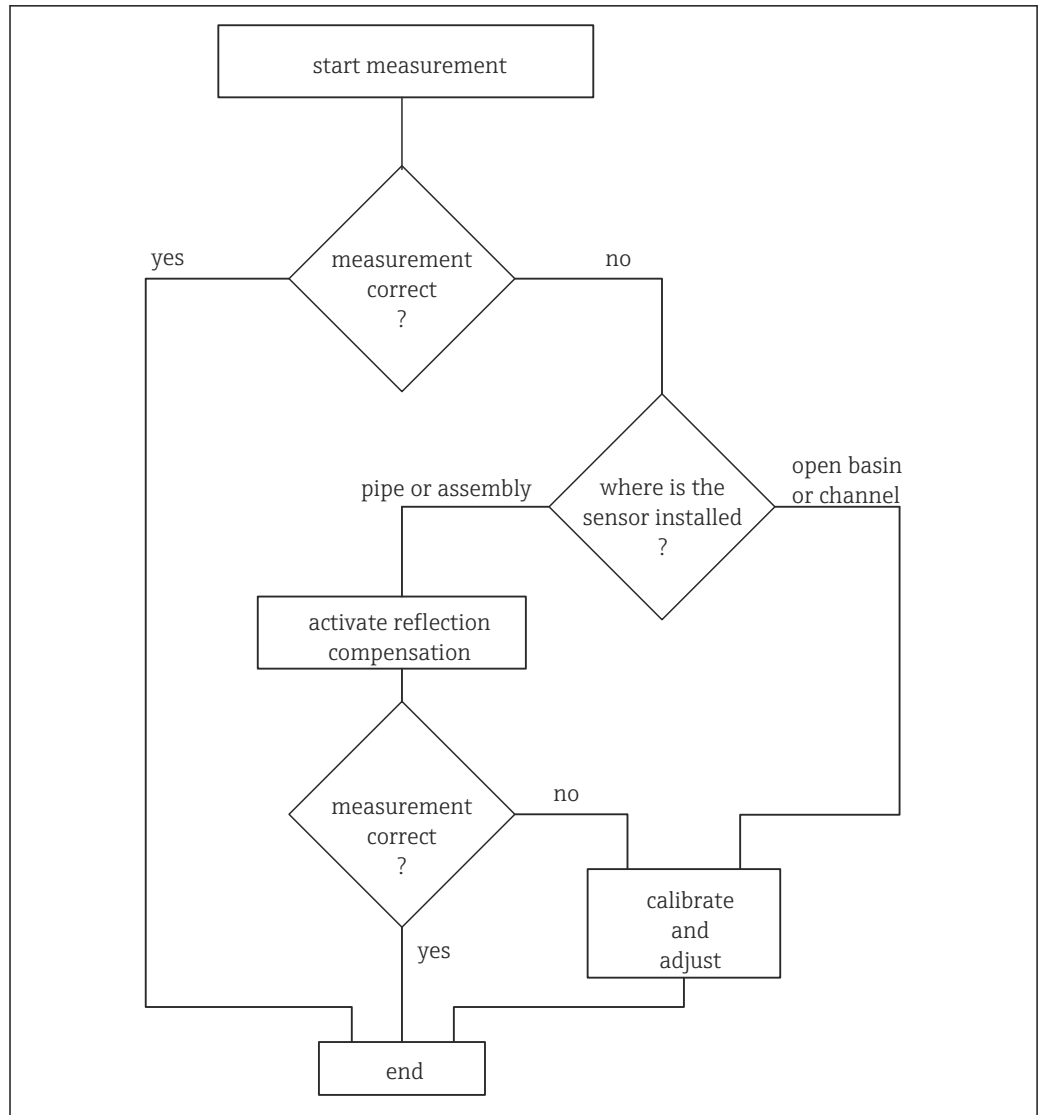 start measurement
measurement
correct
?
yes
no
where is the
sensor installed
?
pipe or assembly
open basin
or channel
activate reflection
compensation
measurement
correct
?
no
yes
calibrate
and
adjust
end